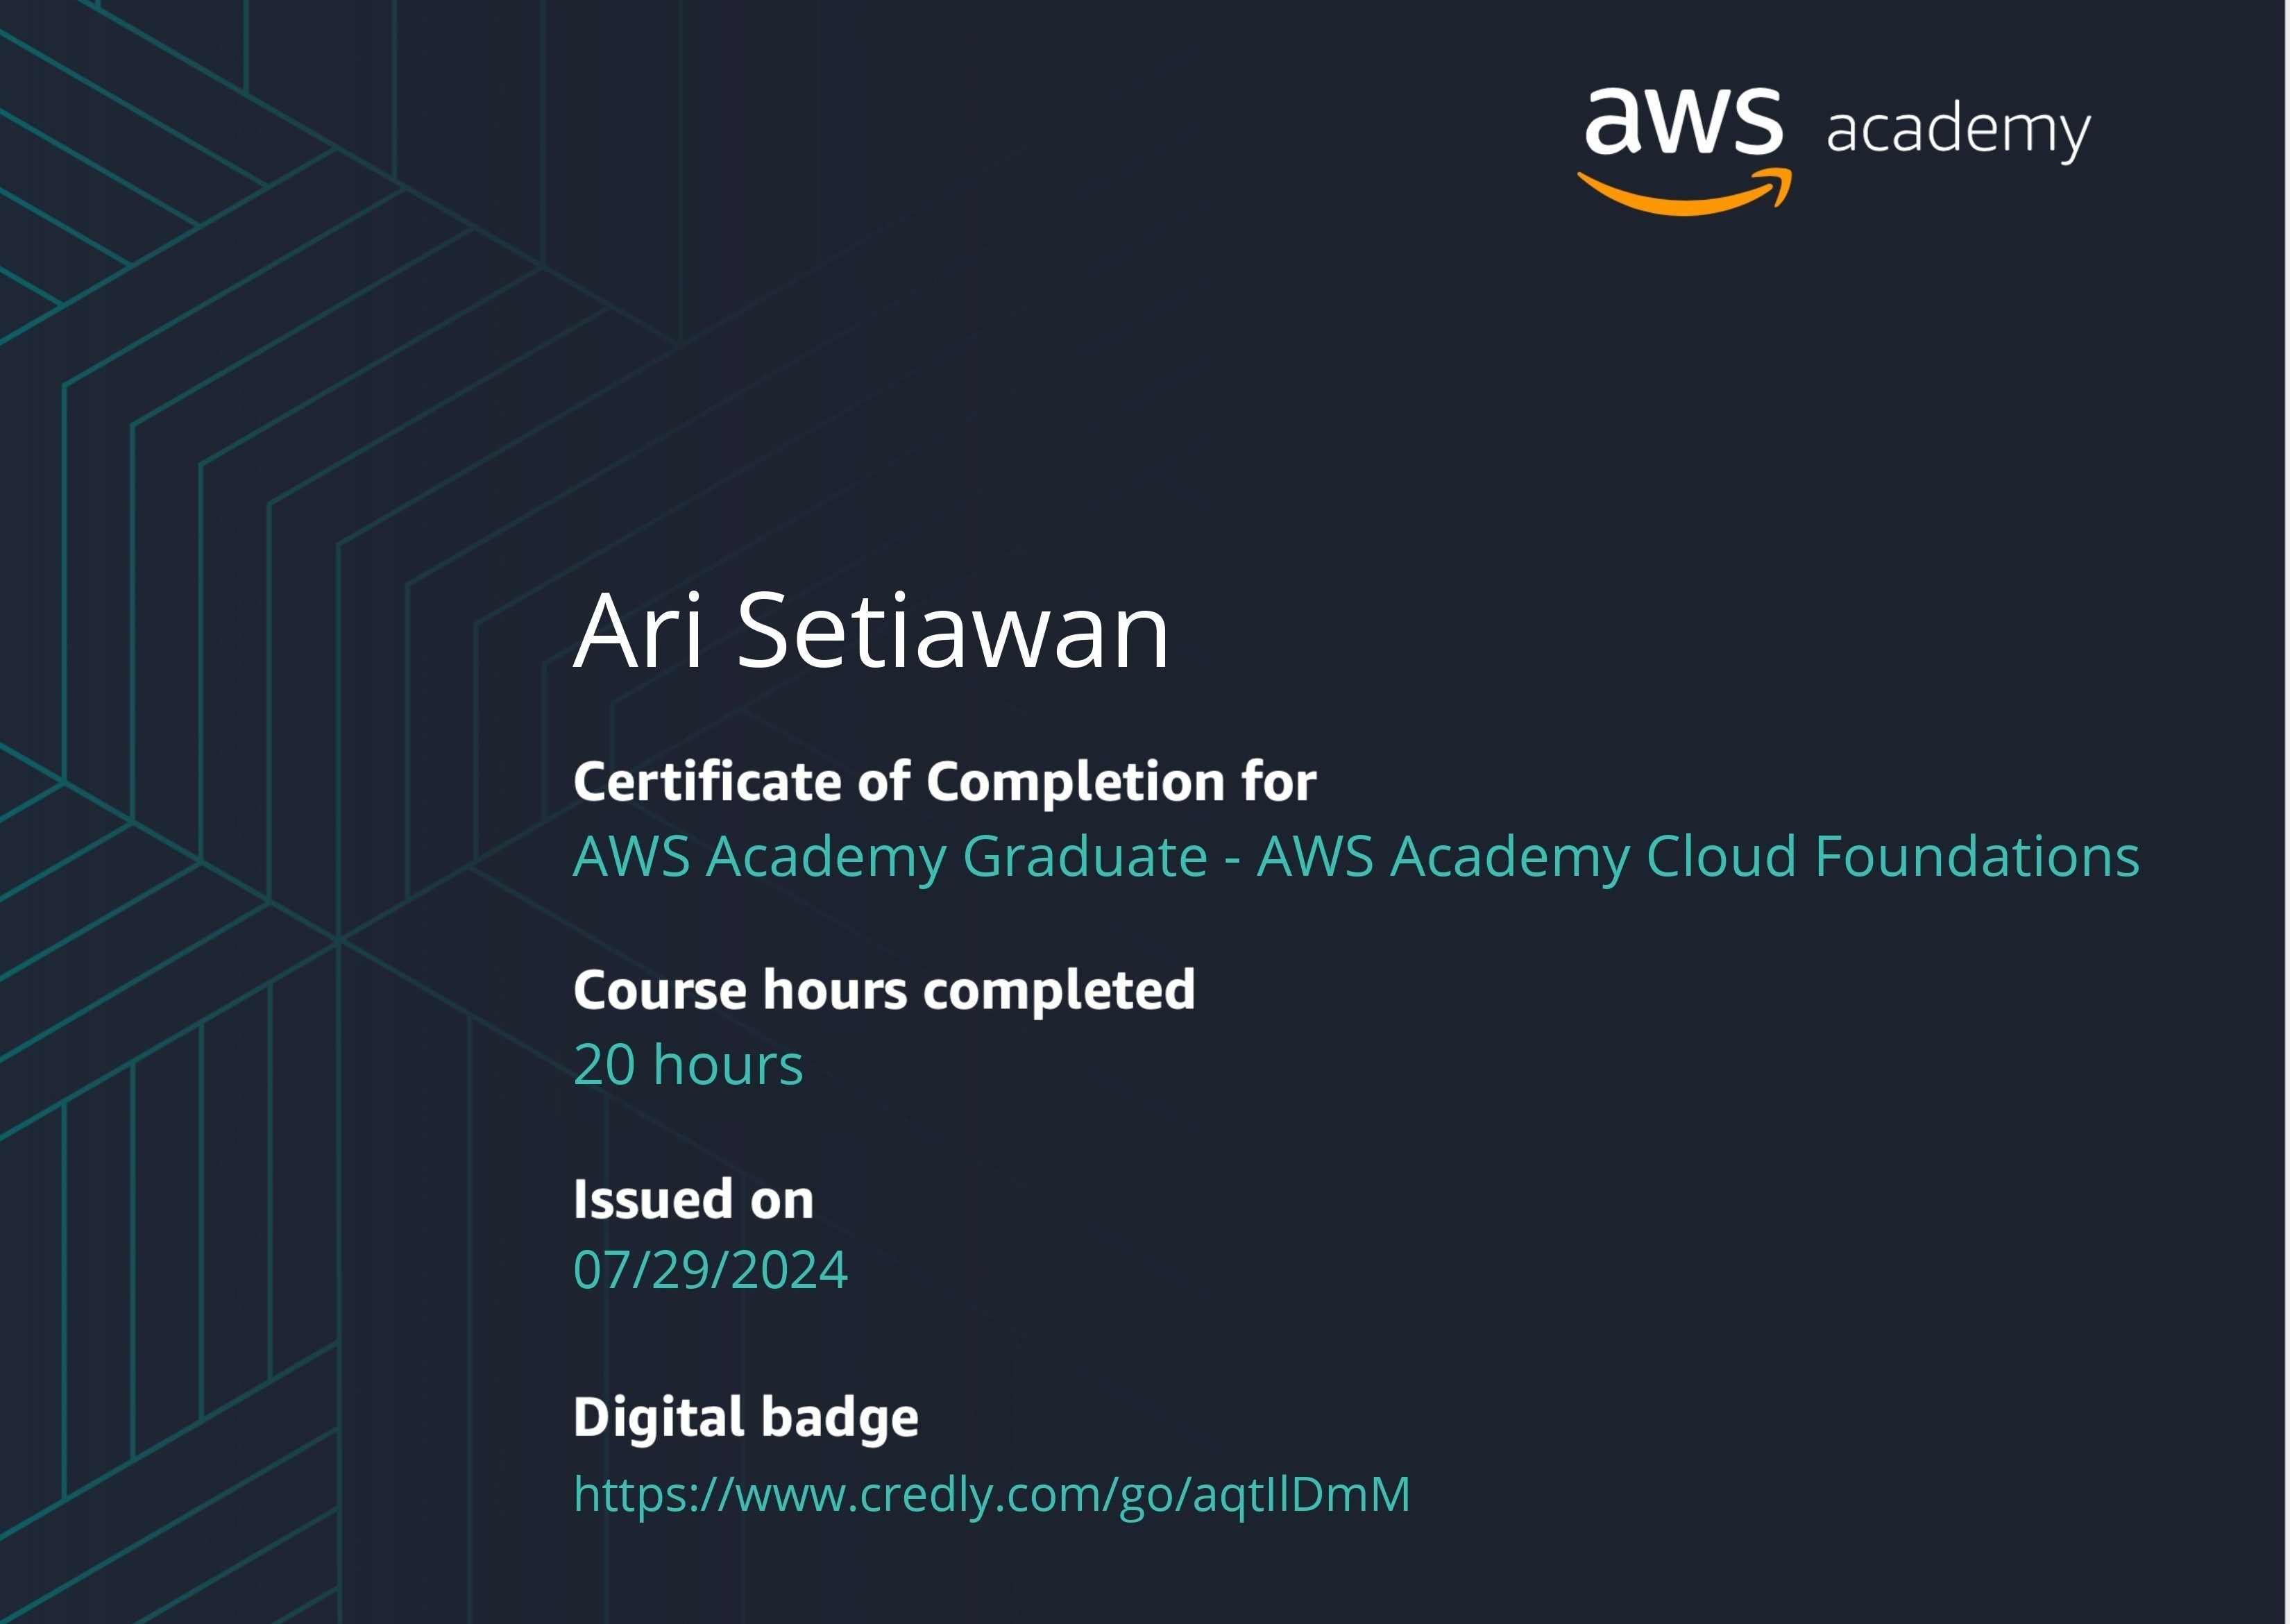 aws academy
Ari Setiawan
Certificate of Completion for
AWS Academy Graduate - AWS Academy Cloud Foundations
Course hours completed
20 hours
Issued on
07/29/2024
Digital badge
https://www.credly.com/go/aqtIlDmM